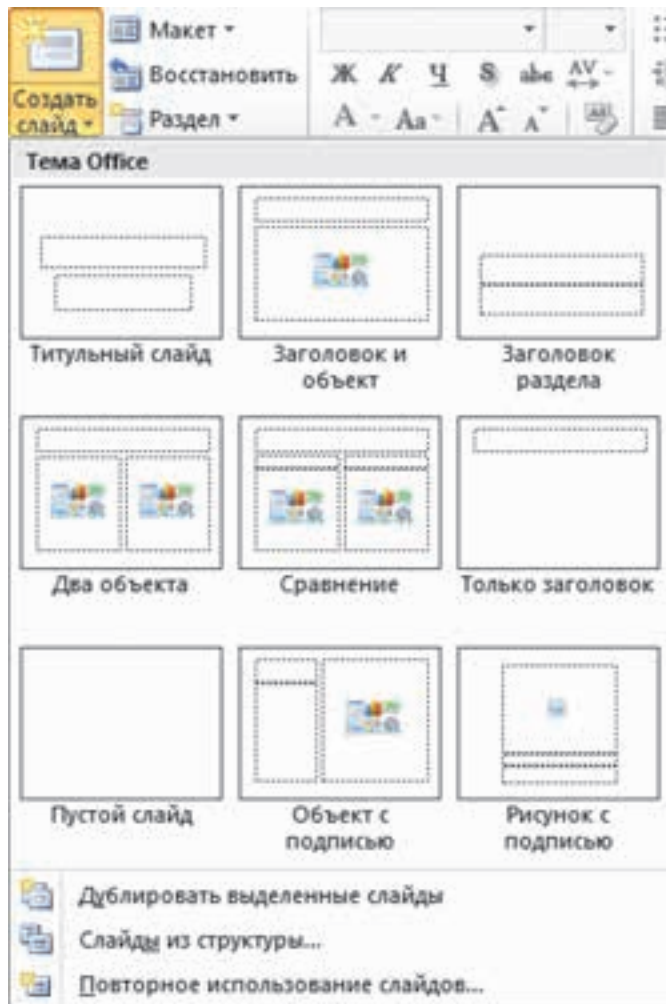 Макет
Восстановить
Создать слайд
Раздел
Ж К Ч S abc AV
A Aa A A
Тема Office
Титульный слайд
Заголовок и объект
Заголовок раздела
Два объекта
Сравнение
Только заголовок
Пустой слайд
Объект с подписью
Рисунок с подписью
Дублировать выделенные слайды
Слайды из структуры...
Повторное использование слайдов...